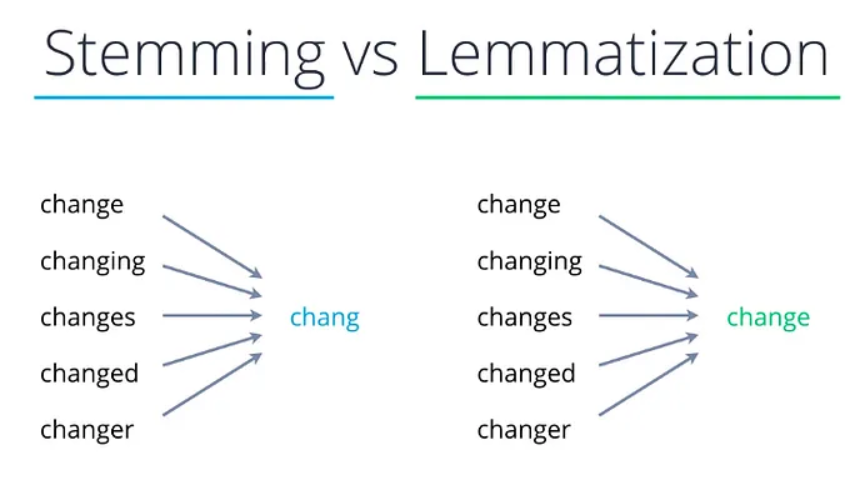 Stemming vs Lemmatization
change
changing
changes
changed
changer
chang
change
changing
changes
changed
changer
change